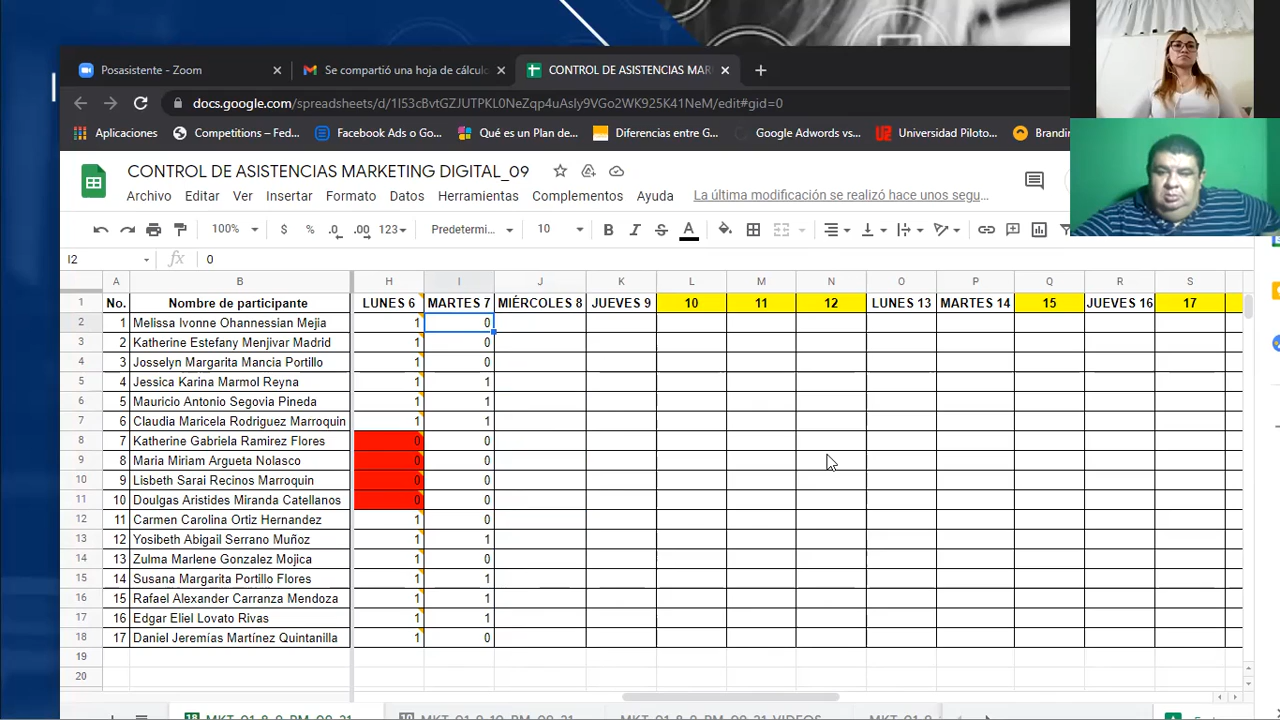 Posasistente - Zoom × Se compartió una hoja de cálcu × CONTROL DE ASISTENCIAS MAR × +
docs.google.com/spreadsheets/d/1I53cBvtGZJUTPKL0NeZqp4uAsly9VGo2WK925K41NeM/edit#gid=0
Aplicaciones Competitions – Fed... Facebook Ads o Go... Qué es un Plan de... Diferencias entre G... Google Adwords vs... Universidad Piloto... Brandin
CONTROL DE ASISTENCIAS MARKETING DIGITAL_09
Archivo Editar Ver Insertar Formato Datos Herramientas Complementos Ayuda La última modificación se realizó hace unos segu...
100% $ % .0 .00 123 Predetermi... 10 B I S A
I2 fx 0
A B H I J K L M N O P Q R S
1 No. Nombre de participante LUNES 6 MARTES 7 MIÉRCOLES 8 JUEVES 9 10 11 12 LUNES 13 MARTES 14 15 JUEVES 16 17
2 1 Melissa Ivonne Ohannessian Mejia 1 0
3 2 Katherine Estefany Menjivar Madrid 1 0
4 3 Josselyn Margarita Mancia Portillo 1 0
5 4 Jessica Karina Marmol Reyna 1 1
6 5 Mauricio Antonio Segovia Pineda 1 1
7 6 Claudia Maricela Rodriguez Marroquin 1 1
8 7 Katherine Gabriela Ramirez Flores 0 0
9 8 Maria Miriam Argueta Nolasco 0 0
10 9 Lisbeth Sarai Recinos Marroquin 0 0
11 10 Doulgas Aristides Miranda Catellanos 0 0
12 11 Carmen Carolina Ortiz Hernandez 1 0
13 12 Yosibeth Abigail Serrano Muñoz 1 1
14 13 Zulma Marlene Gonzalez Mojica 1 0
15 14 Susana Margarita Portillo Flores 1 1
16 15 Rafael Alexander Carranza Mendoza 1 1
17 16 Edgar Eliel Lovato Rivas 1 1
18 17 Daniel Jeremías Martínez Quintanilla 1 0
19
20